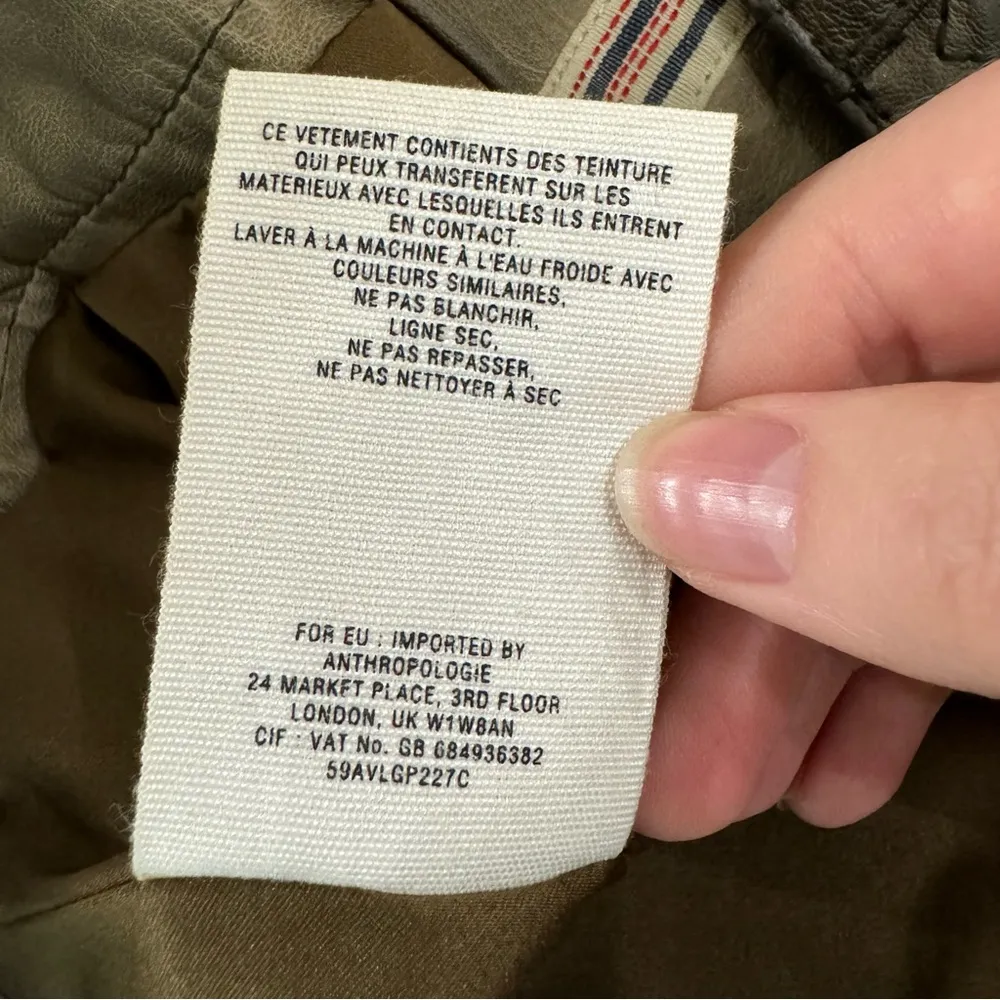 CE VETEMENT CONTIENTS DES TEINTURE
QUI PEUX TRANSFERENT SUR LES
MATERIEUX AVEC LESQUELLES ILS ENTRENT
EN CONTACT.
LAVER À LA MACHINE À L'EAU FROIDE AVEC
COULEURS SIMILAIRES,
NE PAS BLANCHIR,
LIGNE SEC,
NE PAS REPASSER,
NE PAS NETTOYER À SEC
FOR EU : IMPORTED BY
ANTHROPOLOGIE
24 MARKET PLACE, 3RD FLOOR
LONDON, UK W1W8AN
CIF : VAT No. GB 684936382
59AVLGP227C